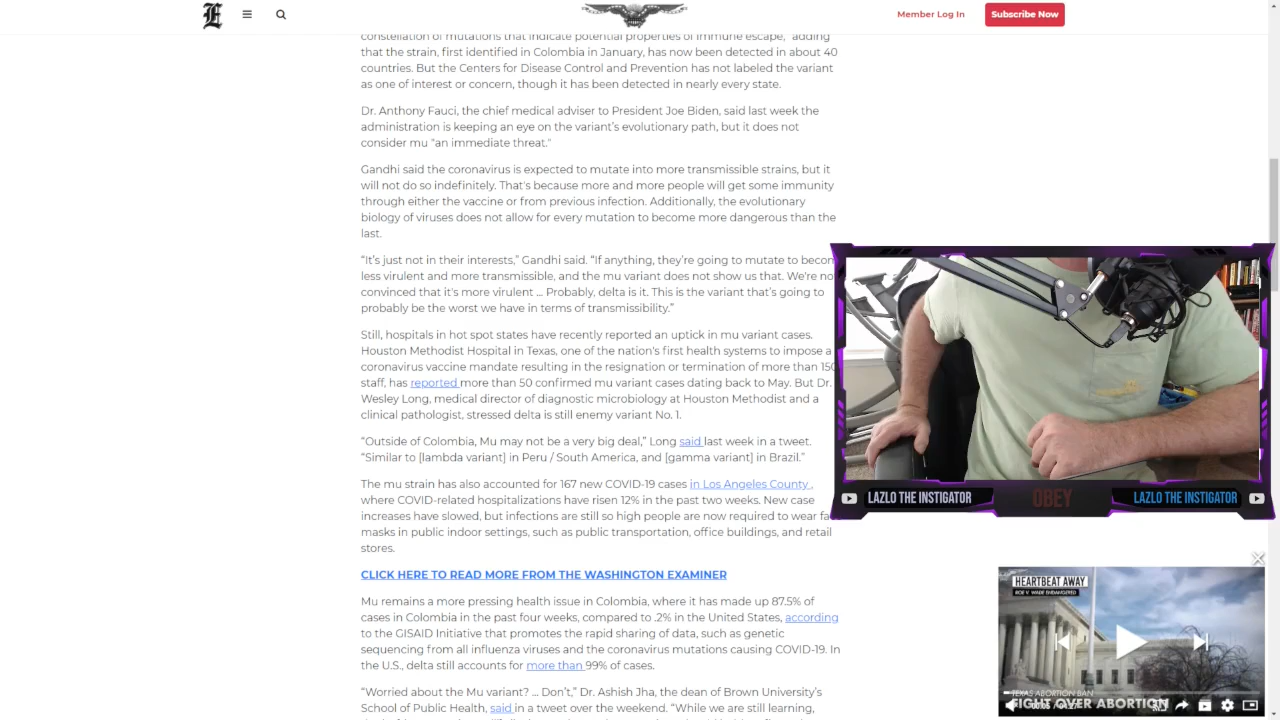 Member Log In
Subscribe Now
constellation of mutations that indicate potential properties of immune escape," adding
that the strain, first identified in Colombia in January, has now been detected in about 40
countries. But the Centers for Disease Control and Prevention has not labeled the variant
as one of interest or concern, though it has been detected in nearly every state.
Dr. Anthony Fauci, the chief medical adviser to President Joe Biden, said last week the
administration is keeping an eye on the variant's evolutionary path, but it does not
consider mu "an immediate threat."
Gandhi said the coronavirus is expected to mutate into more transmissible strains, but it
will not do so indefinitely. That's because more and more people will get some immunity
through either the vaccine or from previous infection. Additionally, the evolutionary
biology of viruses does not allow for every mutation to become more dangerous than the
last.
“It's just not in their interests,” Gandhi said. “If anything, they're going to mutate to becom
less virulent and more transmissible, and the mu variant does not show us that. We're no
convinced that it's more virulent ... Probably, delta is it. This is the variant that's going to
probably be the worst we have in terms of transmissibility.”
Still, hospitals in hot spot states have recently reported an uptick in mu variant cases.
Houston Methodist Hospital in Texas, one of the nation's first health systems to impose a
coronavirus vaccine mandate resulting in the resignation or termination of more than 150
staff, has reported more than 50 confirmed mu variant cases dating back to May. But Dr.
Wesley Long, medical director of diagnostic microbiology at Houston Methodist and a
clinical pathologist, stressed delta is still enemy variant No. 1.
“Outside of Colombia, Mu may not be a very big deal,” Long said last week in a tweet.
“Similar to [lambda variant] in Peru / South America, and [gamma variant] in Brazil.”
The mu strain has also accounted for 167 new COVID-19 cases in Los Angeles County ,
where COVID-related hospitalizations have risen 12% in the past two weeks. New case
increases have slowed, but infections are still so high people are now required to wear fa
masks in public indoor settings, such as public transportation, office buildings, and retail
stores.
CLICK HERE TO READ MORE FROM THE WASHINGTON EXAMINER
Mu remains a more pressing health issue in Colombia, where it has made up 87.5% of
cases in Colombia in the past four weeks, compared to .2% in the United States, according
to the GISAID Initiative that promotes the rapid sharing of data, such as genetic
sequencing from all influenza viruses and the coronavirus mutations causing COVID-19. In
the U.S., delta still accounts for more than 99% of cases.
“Worried about the Mu variant? ... Don't,” Dr. Ashish Jha, the dean of Brown University's
School of Public Health, said in a tweet over the weekend. “While we are still learning,
LAZLO THE INSTIGATOR
OBEY
LAZLO THE INSTIGATOR
HEARTBEAT AWAY
ROE V. WADE ENDANGERED
TEXAS ABORTION BAN
FIGHT OVER ABORTION